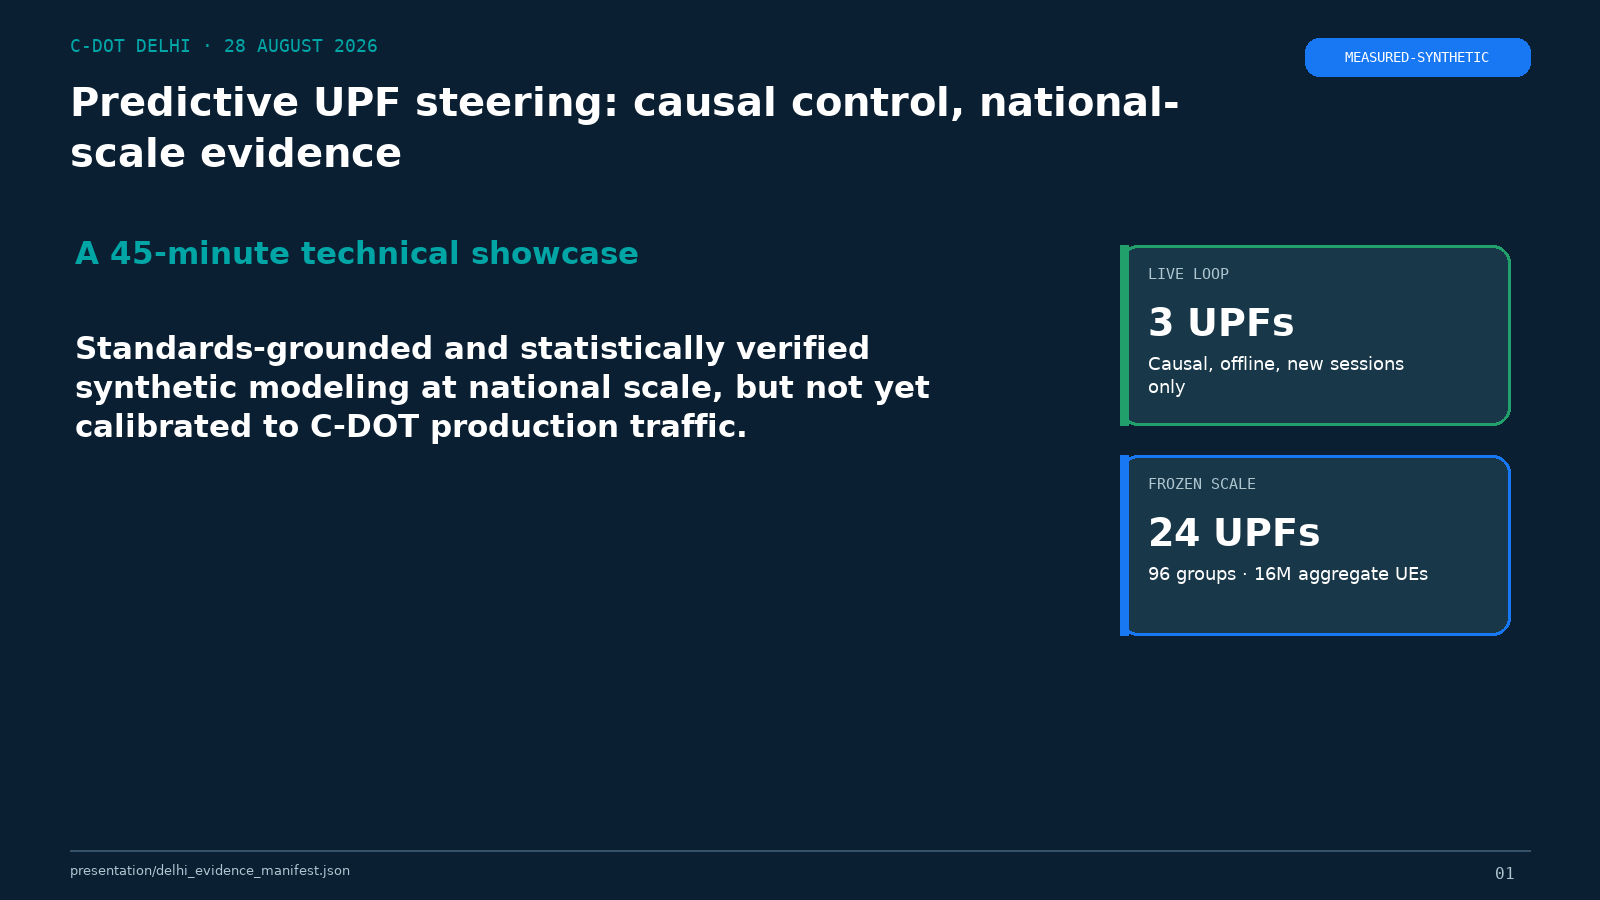 C-DOT DELHI · 28 AUGUST 2026
MEASURED-SYNTHETIC
Predictive UPF steering: causal control, national-
scale evidence
A 45-minute technical showcase
Standards-grounded and statistically verified
synthetic modeling at national scale, but not yet
calibrated to C-DOT production traffic.
LIVE LOOP
3 UPFs
Causal, offline, new sessions
only
FROZEN SCALE
24 UPFs
96 groups · 16M aggregate UEs
presentation/delhi_evidence_manifest.json
01